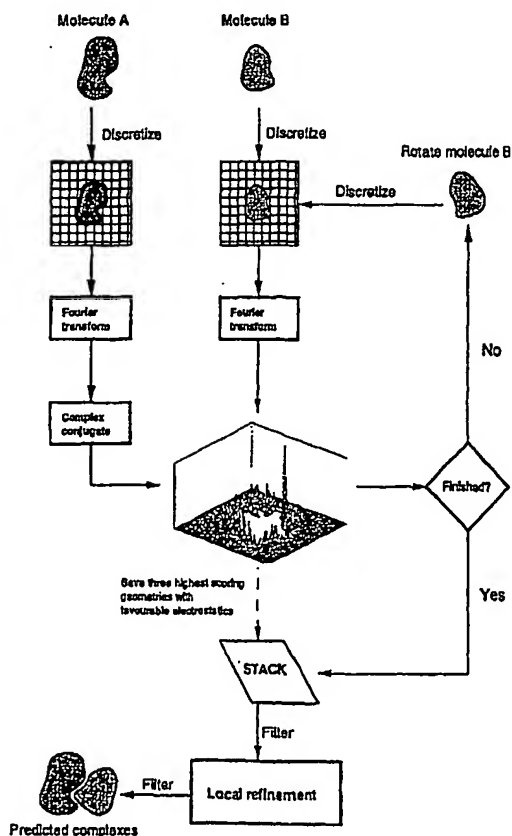 Molecule A
Molecule B
Discretize
Discretize
Rotate molecule B
Discretize
Fourier
transform
Fourier
transform
No
Complex
conjugate
Finished?
Save three highest scoring
geometries with
favourable electrostatics
Yes
STACK
Filter
Local refinement
Filter
Predicted complexes